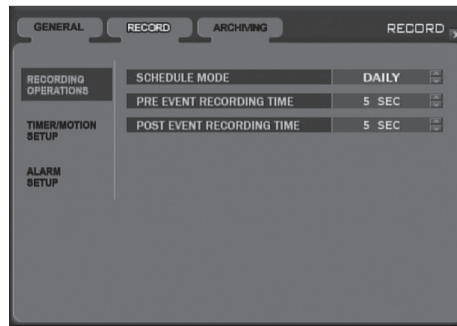 GENERAL RECORD ARCHIVING RECORD
RECORDING OPERATIONS
SCHEDULE MODE DAILY
PRE EVENT RECORDING TIME 5 SEC
POST EVENT RECORDING TIME 5 SEC
TIMER/MOTION SETUP
ALARM SETUP